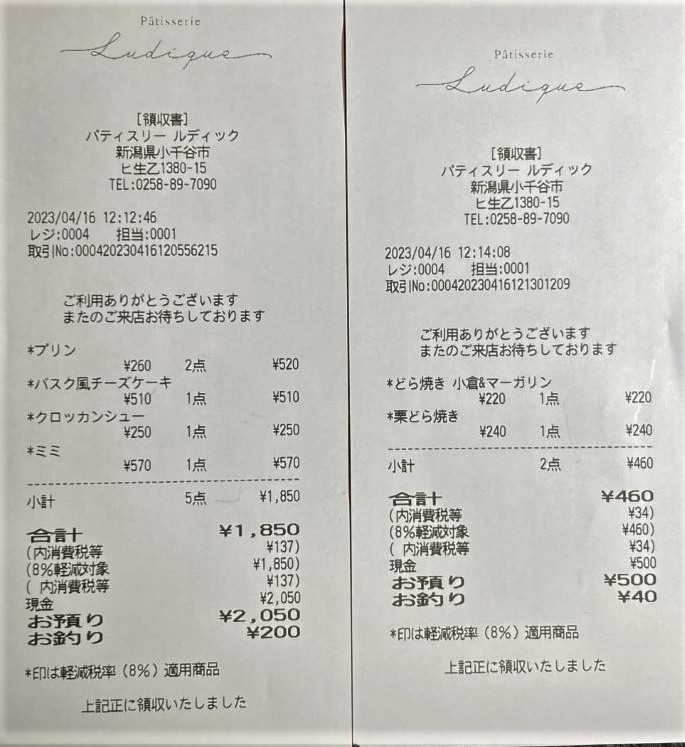 Pâtisserie
Ludique
[領収書]
パティスリー ルディック
新潟県小千谷市
ヒ生乙1380-15
TEL:0258-89-7090
2023/04/16 12:12:46
レジ:0004 担当:0001
取引No:000420230416120556215
ご利用ありがとうございます
またのご来店お待ちしております
*プリン
¥260 2点 ¥520
*バスク風チーズケーキ
¥510 1点 ¥510
*クロッカンシュー
¥250 1点 ¥250
*ミミ
¥570 1点 ¥570
小計 5点 ¥1,850
合計 ¥1,850
(内消費税等 ¥137)
(8%軽減対象 ¥1,850)
( 内消費税等 ¥137)
現金 ¥2,050
お預り ¥2,050
お釣り ¥200
*印は軽減税率(8%)適用商品
上記正に領収いたしました
Pâtisserie
Ludique
[領収書]
パティスリー ルディック
新潟県小千谷市
ヒ生乙1380-15
TEL:0258-89-7090
2023/04/16 12:14:08
レジ:0004 担当:0001
取引No:000420230416121301209
ご利用ありがとうございます
またのご来店お待ちしております
*どら焼き 小倉&マーガリン
¥220 1点 ¥220
*栗どら焼き
¥240 1点 ¥240
小計 2点 ¥460
合計 ¥460
(内消費税等 ¥34)
(8%軽減対象 ¥460)
( 内消費税等 ¥34)
現金 ¥500
お預り ¥500
お釣り ¥40
*印は軽減税率(8%)適用商品
上記正に領収いたしました